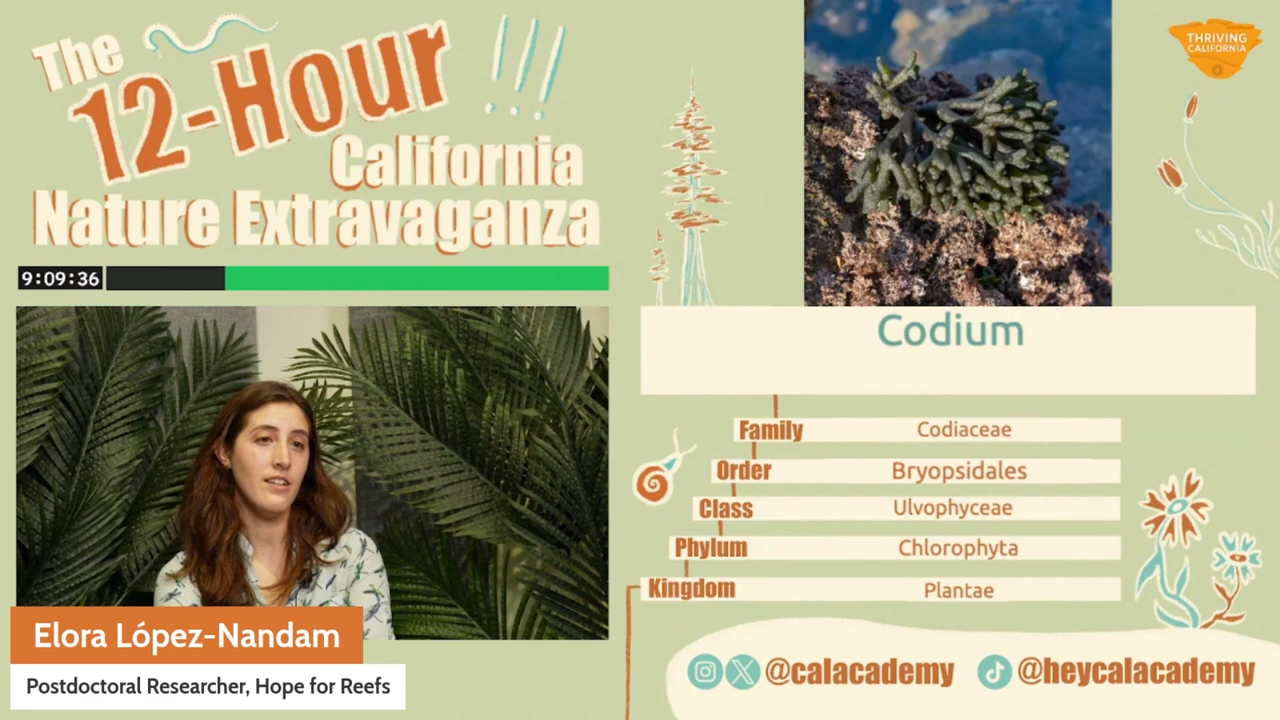 The
12-Hour !!!
California
Nature Extravaganza
9:09:36
Elora López-Nandam
Postdoctoral Researcher, Hope for Reefs
THRIVING
CALIFORNIA
Codium
Family Codiaceae
Order Bryopsidales
Class Ulvophyceae
Phylum Chlorophyta
Kingdom Plantae
@calacademy @heycalacademy